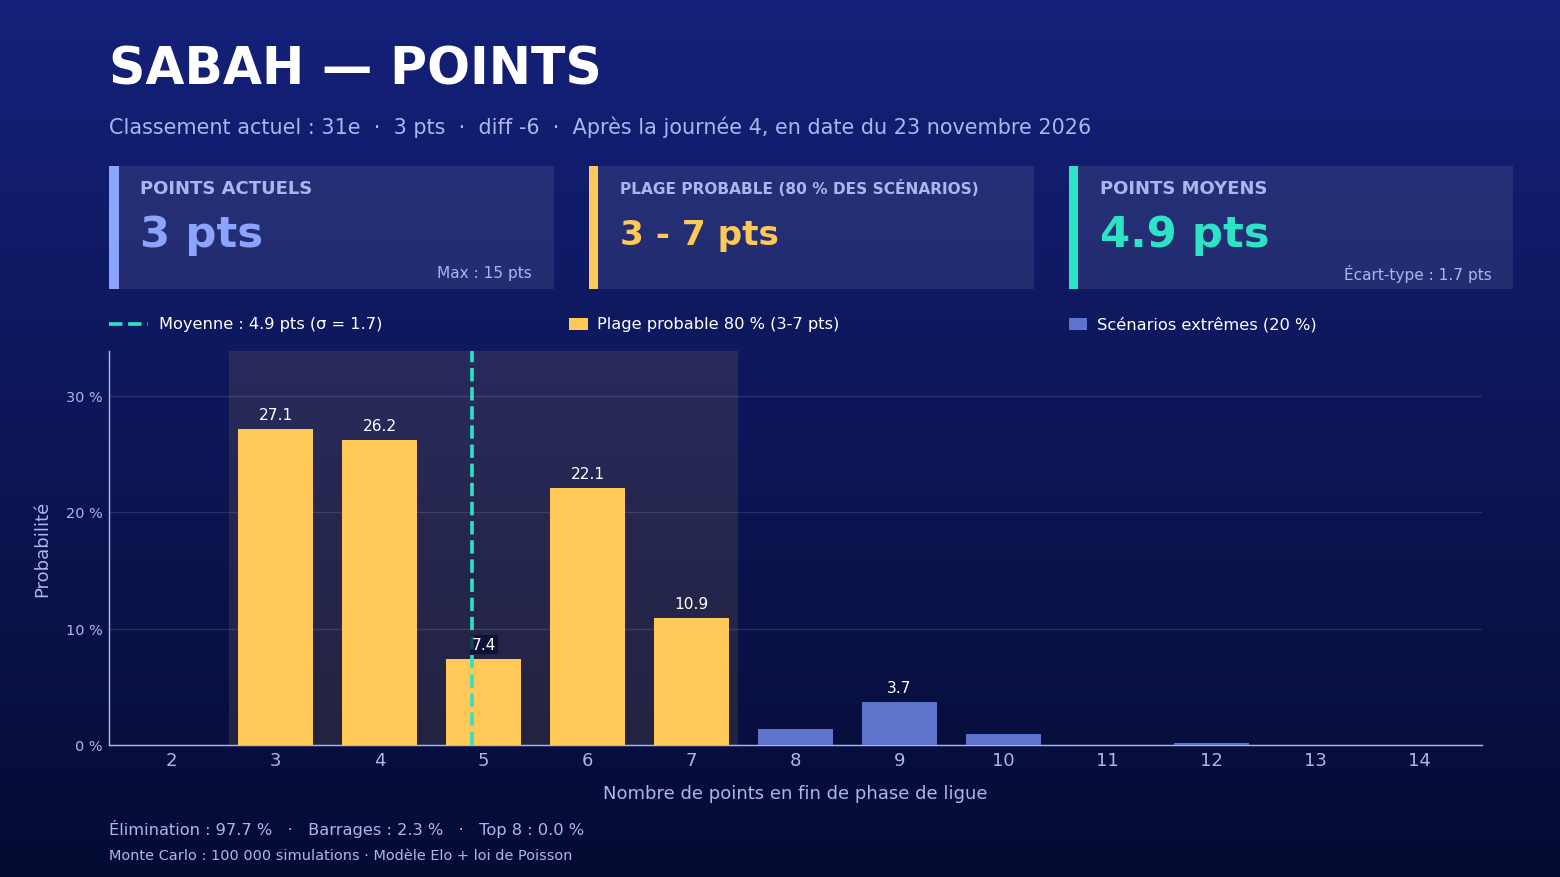 SABAH — POINTS
Classement actuel : 31e · 3 pts · diff -6 · Après la journée 4, en date du 23 novembre 2026
POINTS ACTUELS
3 pts
Max : 15 pts
PLAGE PROBABLE (80 % DES SCÉNARIOS)
3 - 7 pts
POINTS MOYENS
4.9 pts
Écart-type : 1.7 pts
Moyenne : 4.9 pts (σ = 1.7)
Plage probable 80 % (3-7 pts)
Scénarios extrêmes (20 %)
Probabilité
30 %
20 %
10 %
0 %
27.1
26.2
7.4
22.1
10.9
3.7
2 3 4 5 6 7 8 9 10 11 12 13 14
Nombre de points en fin de phase de ligue
Élimination : 97.7 % · Barrages : 2.3 % · Top 8 : 0.0 %
Monte Carlo : 100 000 simulations · Modèle Elo + loi de Poisson